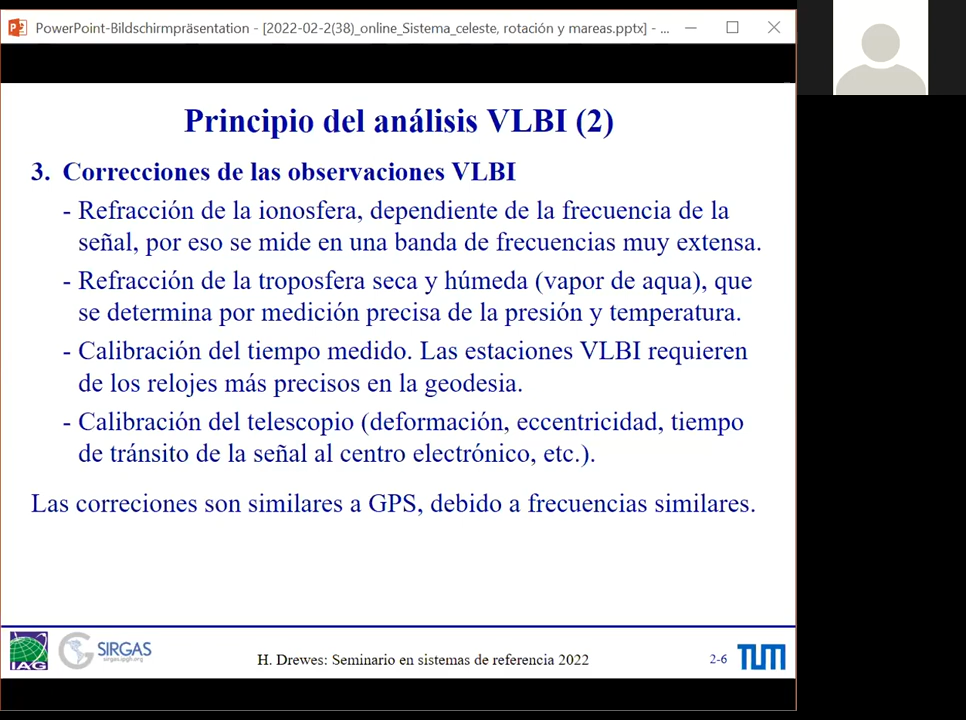 PowerPoint-Bildschirmpräsentation - [2022-02-2(38)_online_Sistema_celeste, rotación y mareas.pptx] - ...
Principio del análisis VLBI (2)
3. Correcciones de las observaciones VLBI
- Refracción de la ionosfera, dependiente de la frecuencia de la
señal, por eso se mide en una banda de frecuencias muy extensa.
- Refracción de la troposfera seca y húmeda (vapor de aqua), que
se determina por medición precisa de la presión y temperatura.
- Calibración del tiempo medido. Las estaciones VLBI requieren
de los relojes más precisos en la geodesia.
- Calibración del telescopio (deformación, eccentricidad, tiempo
de tránsito de la señal al centro electrónico, etc.).
Las correciones son similares a GPS, debido a frecuencias similares.
IAG
SIRGAS
sirgas.ipgh.org
H. Drewes: Seminario en sistemas de referencia 2022
2-6
TUM